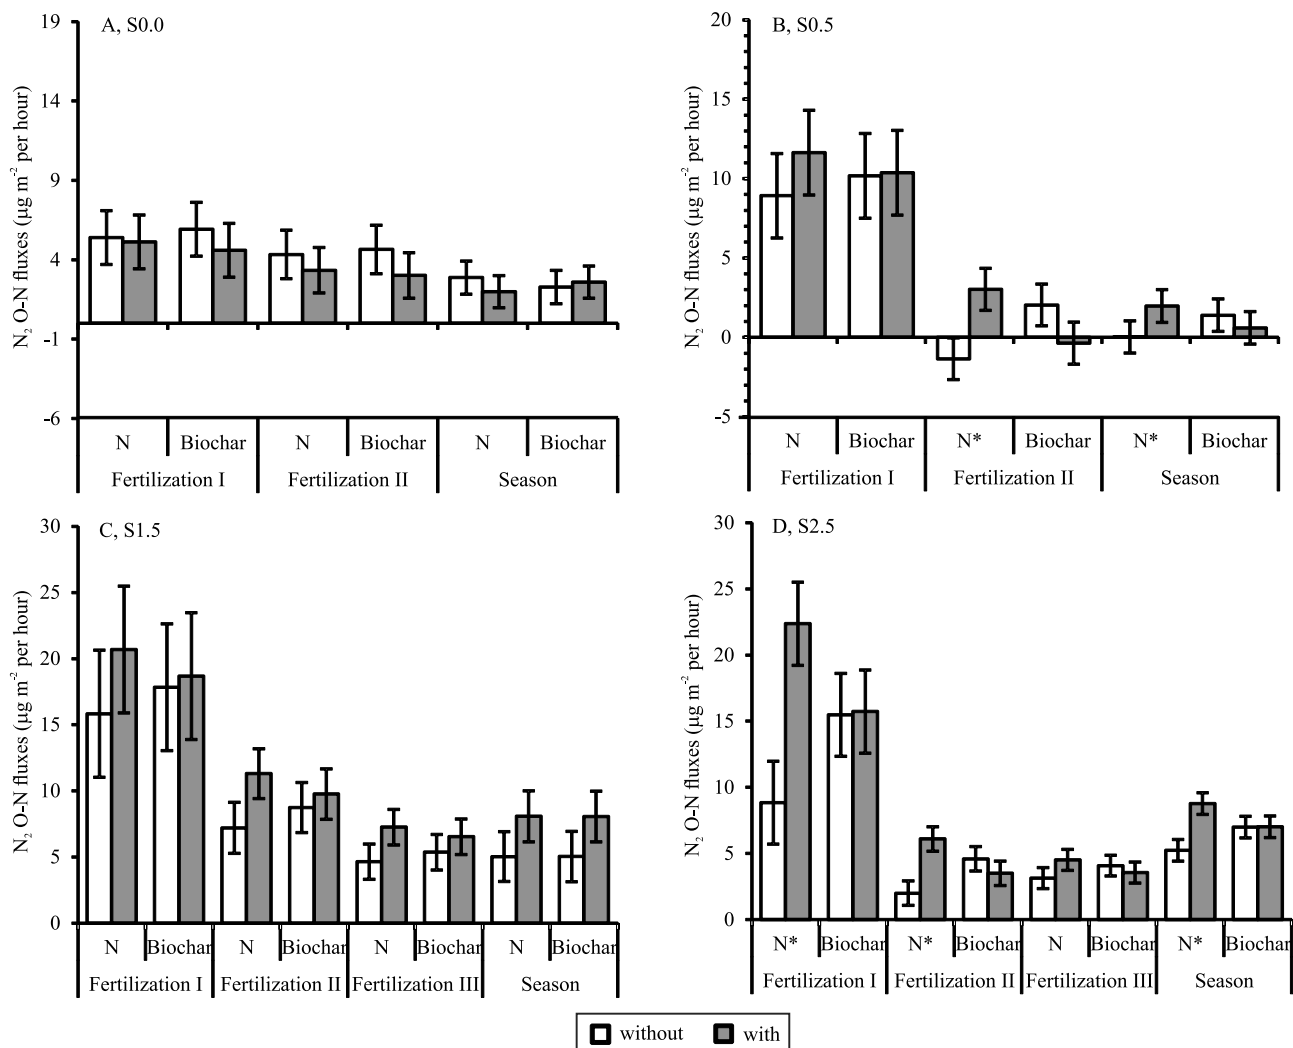 A, S0.0
N₂ O-N fluxes (µg m⁻² per hour)
19
14
9
4
-1
-6
N Biochar N Biochar N Biochar
Fertilization I Fertilization II Season
B, S0.5
N₂ O-N fluxes (µg m⁻² per hour)
20
15
10
5
0
-5
N Biochar N* Biochar N* Biochar
Fertilization I Fertilization II Season
C, S1.5
N₂ O-N fluxes (µg m⁻² per hour)
30
25
20
15
10
5
0
N Biochar N Biochar N Biochar N Biochar
Fertilization I Fertilization II Fertilization III Season
D, S2.5
N₂ O-N fluxes (µg m⁻² per hour)
30
25
20
15
10
5
0
N* Biochar N* Biochar N Biochar N* Biochar
Fertilization I Fertilization II Fertilization III Season
without with